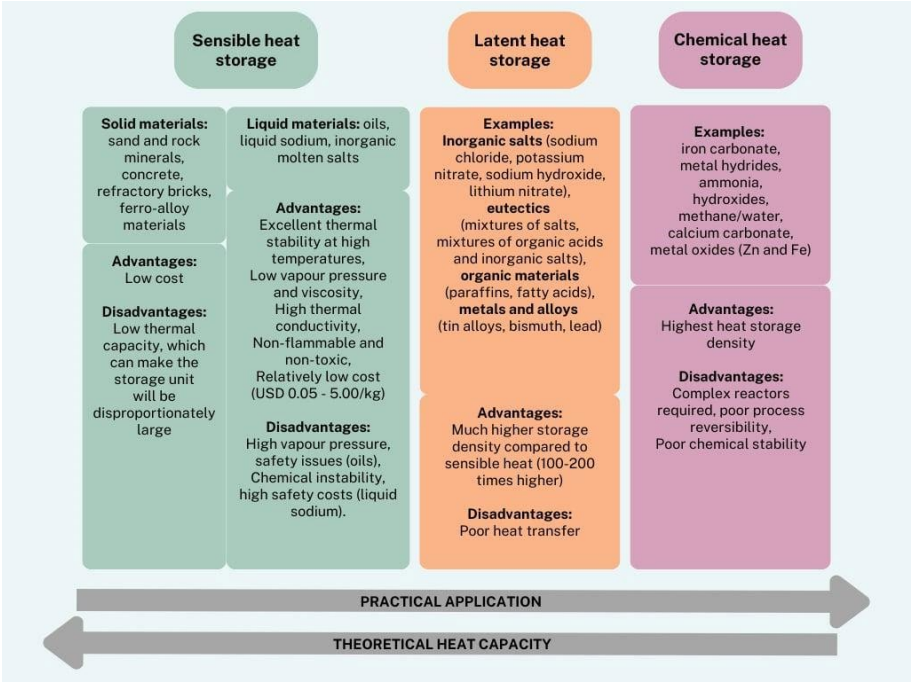 Sensible heat
storage
Latent heat
storage
Chemical heat
storage
Solid materials:
sand and rock
minerals,
concrete,
refractory bricks,
ferro-alloy
materials
Advantages:
Low cost
Disadvantages:
Low thermal
capacity, which
can make the
storage unit
will be
disproportionately
large
Liquid materials: oils,
liquid sodium, inorganic
molten salts
Advantages:
Excellent thermal
stability at high
temperatures,
Low vapour pressure
and viscosity,
High thermal
conductivity,
Non-flammable and
non-toxic,
Relatively low cost
(USD 0.05 - 5.00/kg)
Disadvantages:
High vapour pressure,
safety issues (oils),
Chemical instability,
high safety costs (liquid
sodium).
Examples:
Inorganic salts (sodium
chloride, potassium
nitrate, sodium hydroxide,
lithium nitrate),
eutectics
(mixtures of salts,
mixtures of organic acids
and inorganic salts),
organic materials
(paraffins, fatty acids),
metals and alloys
(tin alloys, bismuth, lead)
Advantages:
Much higher storage
density compared to
sensible heat (100-200
times higher)
Disadvantages:
Poor heat transfer
Examples:
iron carbonate,
metal hydrides,
ammonia,
hydroxides,
methane/water,
calcium carbonate,
metal oxides (Zn and Fe)
Advantages:
Highest heat storage
density
Disadvantages:
Complex reactors
required, poor process
reversibility,
Poor chemical stability
PRACTICAL APPLICATION
THEORETICAL HEAT CAPACITY